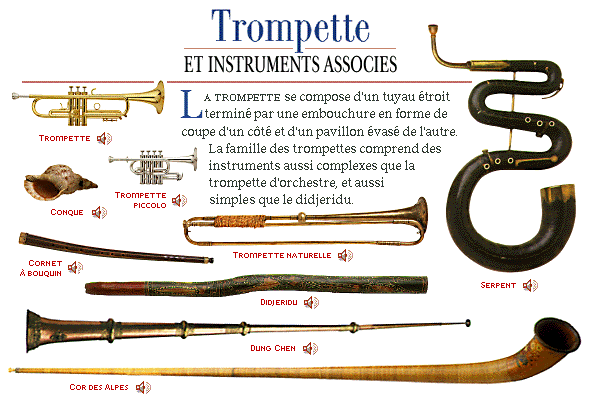 Trompette
ET INSTRUMENTS ASSOCIES
LA TROMPETTE se compose d'un tuyau étroit
terminé par une embouchure en forme de
coupe d'un côté et d'un pavillon évasé de l'autre.
La famille des trompettes comprend des
instruments aussi complexes que la
trompette d'orchestre, et aussi
simples que le didjeridu.
TROMPETTE
TROMPETTE
PICCOLO
CONQUE
TROMPETTE NATURELLE
CORNET
À BOUQUIN
SERPENT
DIDJERIDU
DUNG CHEN
COR DES ALPES